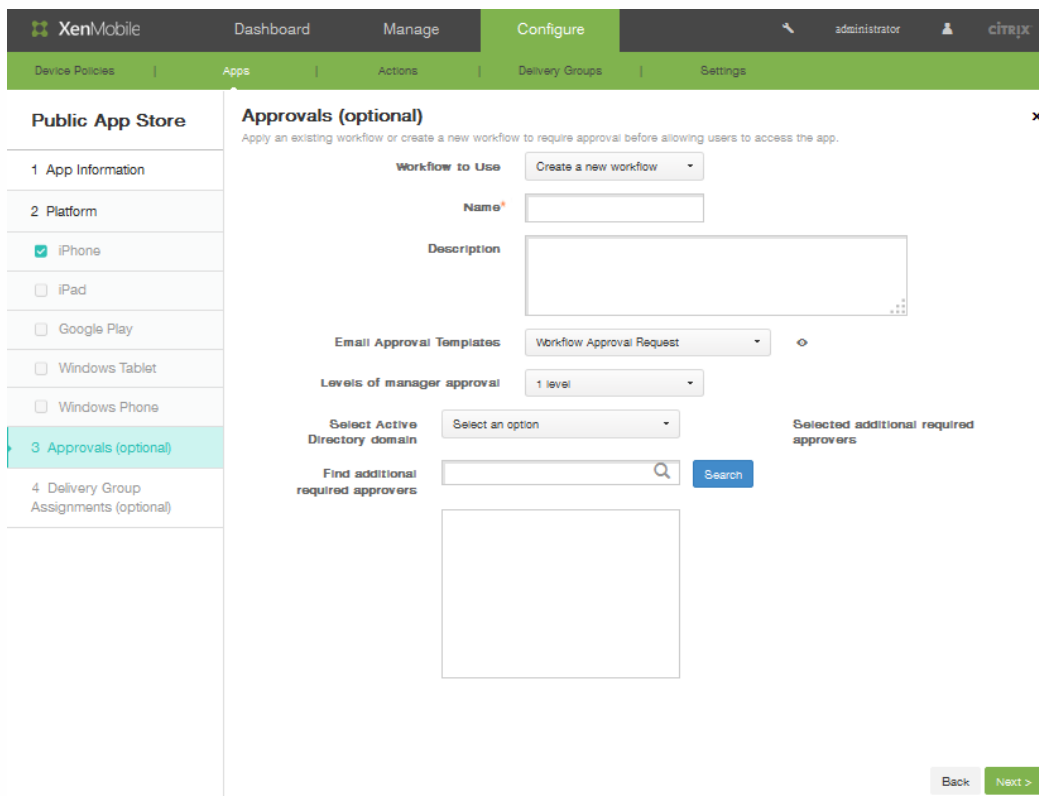 XenMobile Dashboard Manage Configure administrator CİTRIX
Device Policies | Apps | Actions | Delivery Groups | Settings
Public App Store
1 App Information
2 Platform
iPhone
iPad
Google Play
Windows Tablet
Windows Phone
3 Approvals (optional)
4 Delivery Group
Assignments (optional)
Approvals (optional)
x
Apply an existing workflow or create a new workflow to require approval before allowing users to access the app.
Workflow to Use Create a new workflow
Name*
Description
Email Approval Templates Workflow Approval Request
Levels of manager approval 1 level
Select Active
Directory domain
Select an option
Selected additional required
approvers
Find additional
required approvers
Search
Back Next >